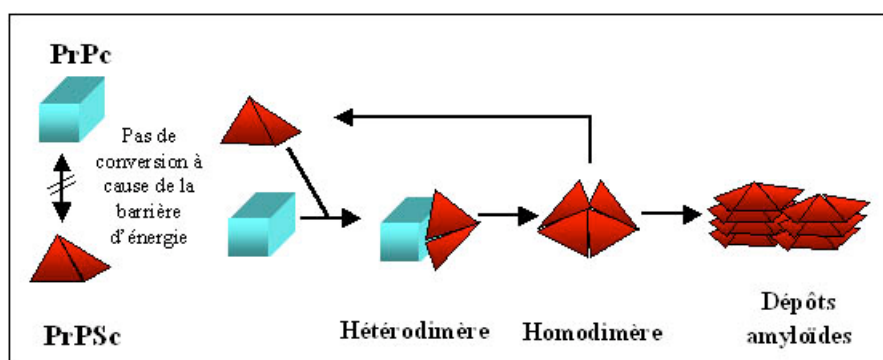 PrPc
Pas de
conversion à
cause de la
barrière
d'énergie
PrPSc
Hétérodimère
Homodimère
Dépôts
amyloïdes